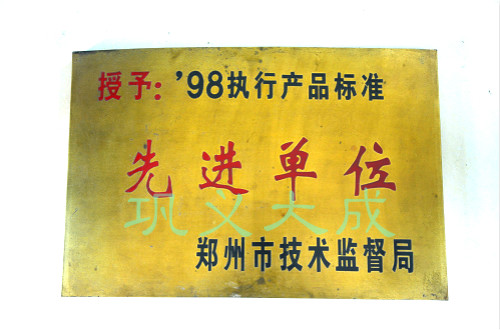 授予：'98执行产品标准
先进单位
巩义大成
郑州市技术监督局